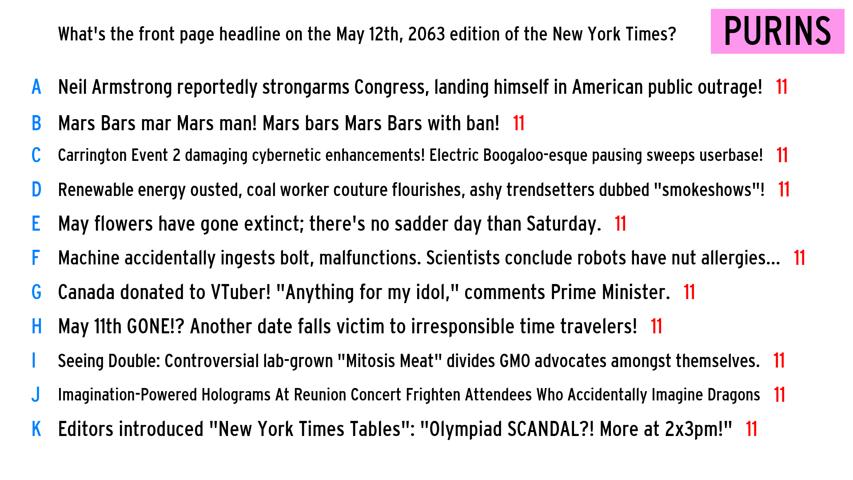 What's the front page headline on the May 12th, 2063 edition of the New York Times?
PURINS
A Neil Armstrong reportedly strongarms Congress, landing himself in American public outrage! 11
B Mars Bars mar Mars man! Mars bars Mars Bars with ban! 11
C Carrington Event 2 damaging cybernetic enhancements! Electric Boogaloo-esque pausing sweeps userbase! 11
D Renewable energy ousted, coal worker couture flourishes, ashy trendsetters dubbed "smokeshows"! 11
E May flowers have gone extinct; there's no sadder day than Saturday. 11
F Machine accidentally ingests bolt, malfunctions. Scientists conclude robots have nut allergies... 11
G Canada donated to VTuber! "Anything for my idol," comments Prime Minister. 11
H May 11th GONE!? Another date falls victim to irresponsible time travelers! 11
I Seeing Double: Controversial lab-grown "Mitosis Meat" divides GMO advocates amongst themselves. 11
J Imagination-Powered Holograms At Reunion Concert Frighten Attendees Who Accidentally Imagine Dragons 11
K Editors introduced "New York Times Tables": "Olympiad SCANDAL?! More at 2x3pm!" 11